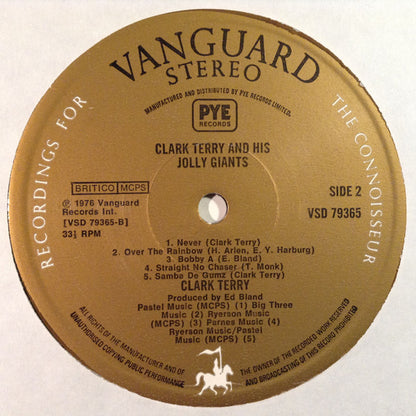 RECORDINGS FOR
THE CONNOISSEUR
VANGUARD
STEREO
MANUFACTURED AND DISTRIBUTED BY PYE RECORDS LIMITED.
PYE
RECORDS
CLARK TERRY AND HIS
JOLLY GIANTS
BRITICO MCPS
℗ 1976 Vanguard
Records Int.
[VSD 79365-B]
33⅓ RPM
SIDE 2
VSD 79365
1. Never (Clark Terry)
2. Over The Rainbow (H. Arlen, E. Y. Harburg)
3. Bobby A (E. Bland)
4. Straight No Chaser (T. Monk)
5. Samba De Gumz (Clark Terry)
CLARK TERRY
Produced by Ed Bland
Pastel Music (MCPS) (1) Big Three
Music (2) Ryerson Music
(MCPS) (3) Parnes Music (4)
Ryerson Music/Pastel
Music (MCPS) (5)
ALL RIGHTS OF THE MANUFACTURER AND OF THE OWNER OF THE RECORDED WORK RESERVED.
UNAUTHORISED COPYING PUBLIC PERFORMANCE AND BROADCASTING OF THIS RECORD PROHIBITED